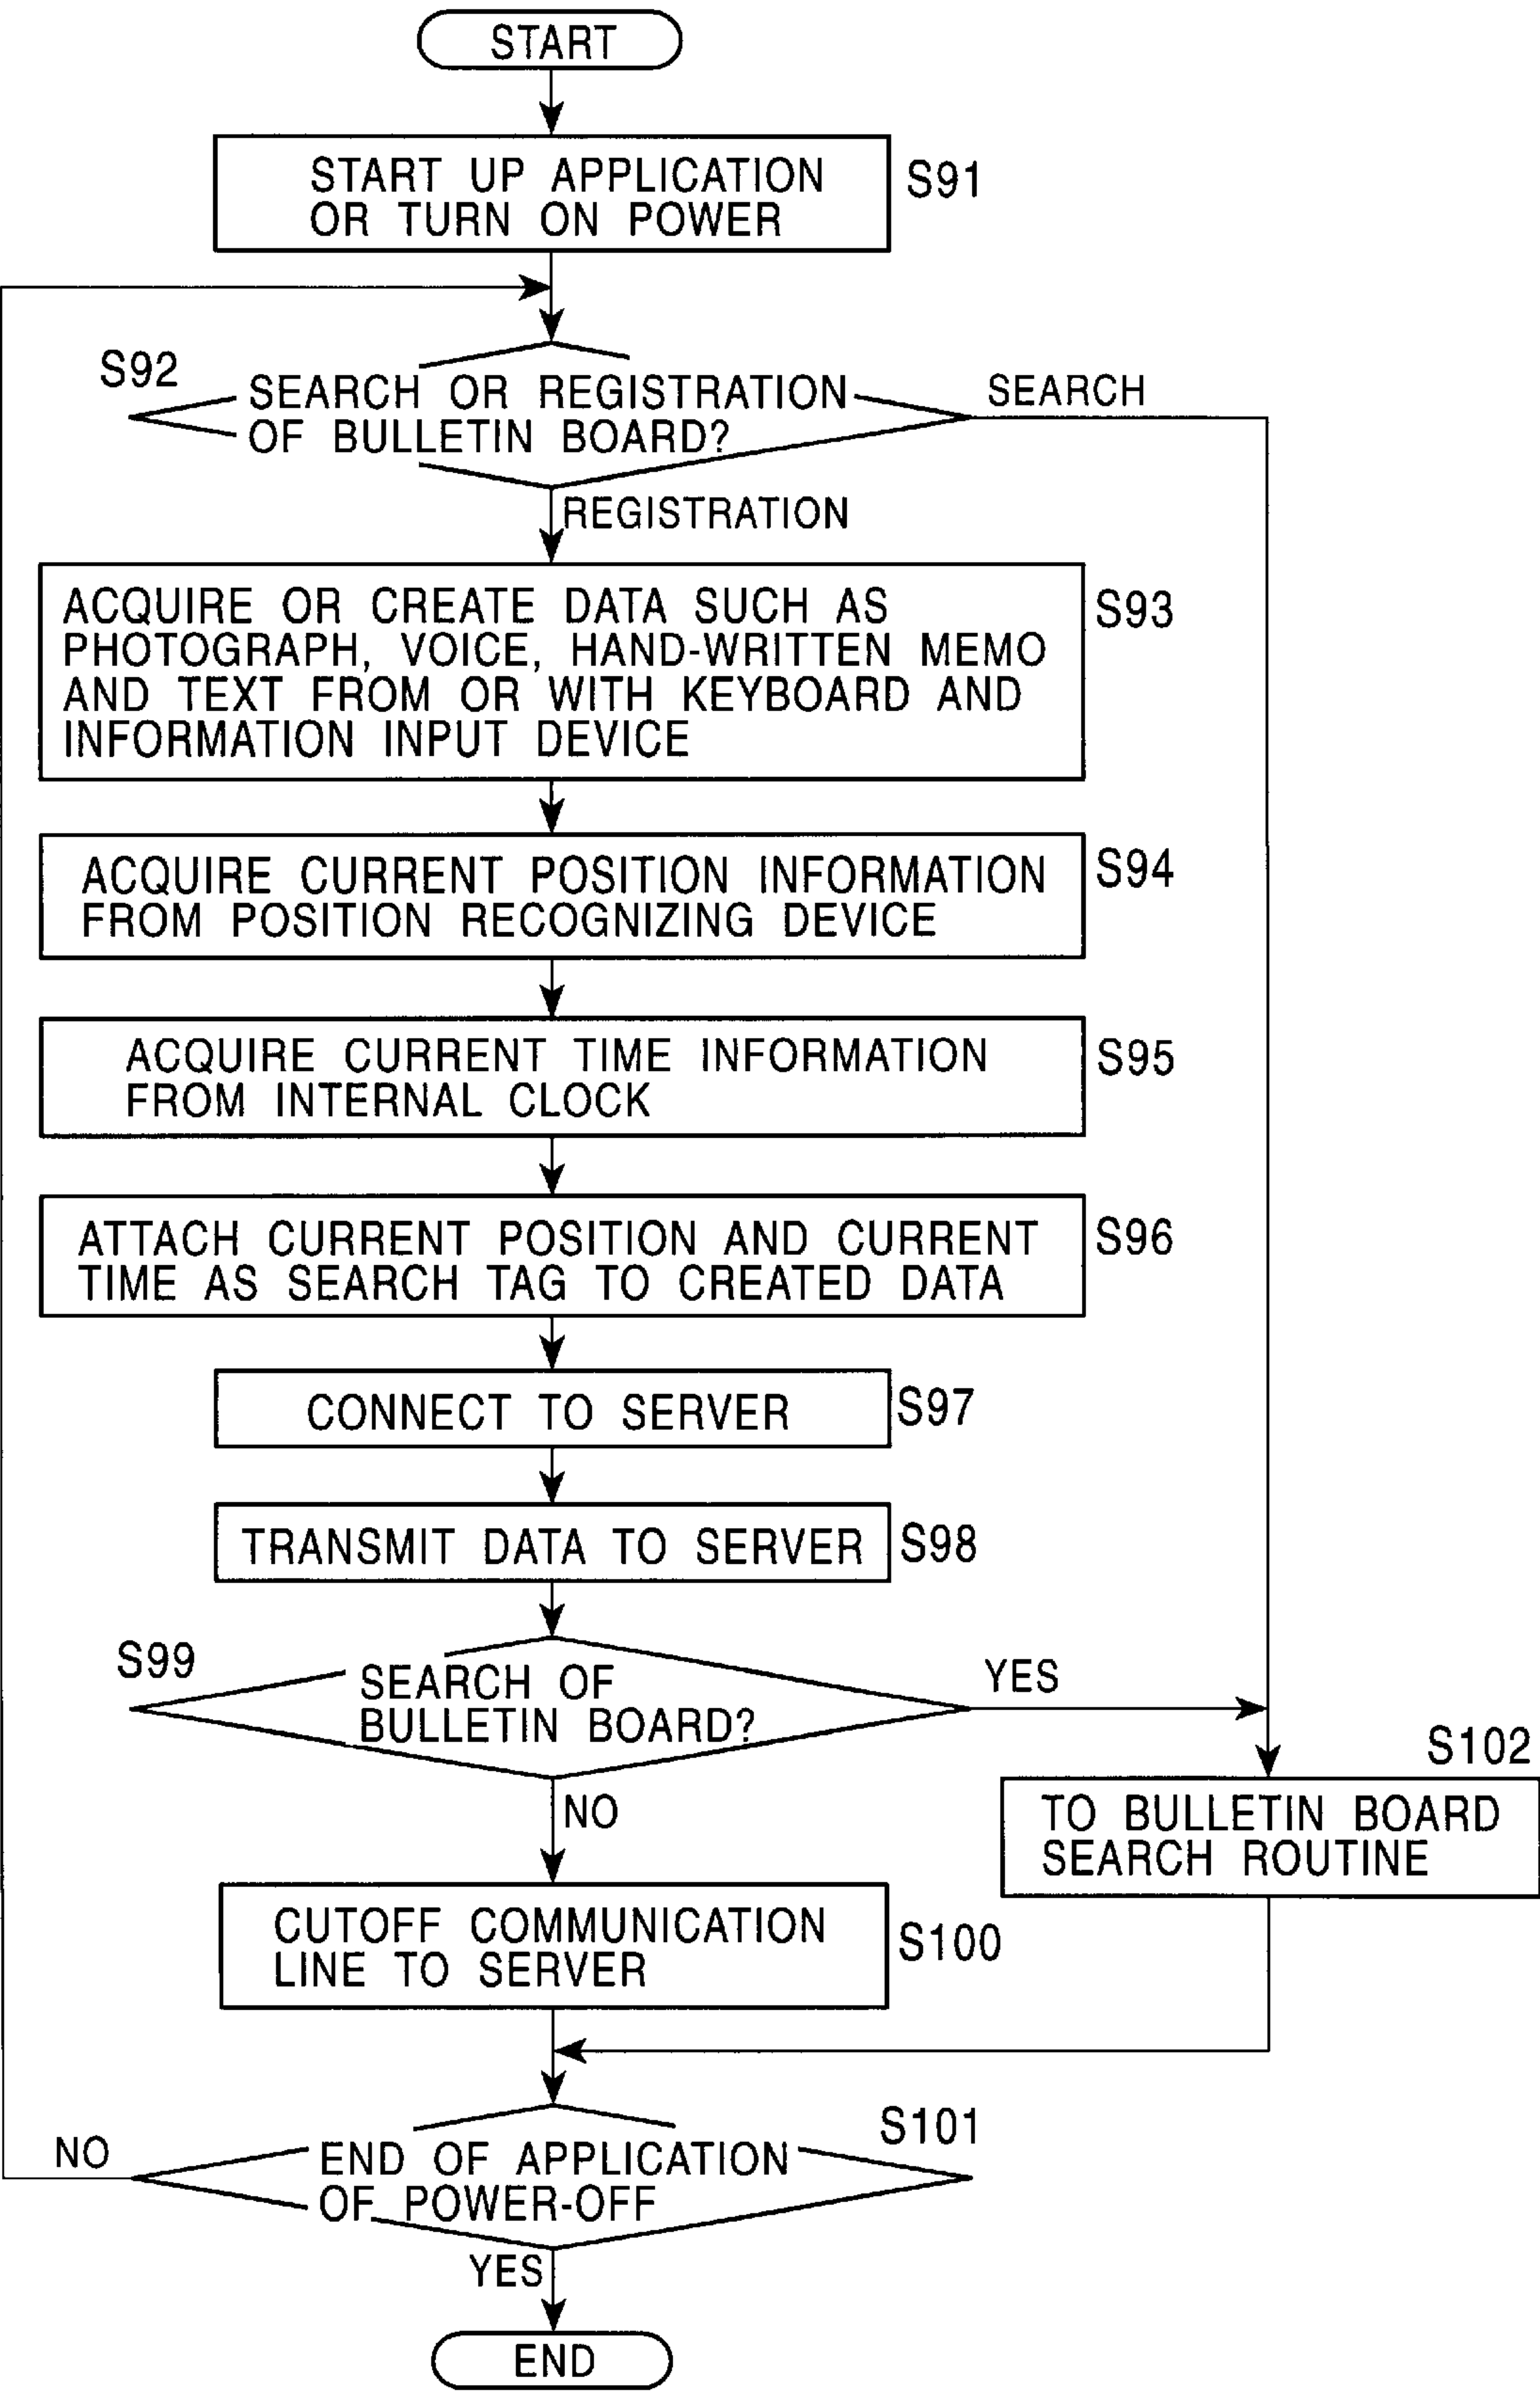 START
START UP APPLICATION
OR TURN ON POWER
S91
S92
SEARCH OR REGISTRATION
OF BULLETIN BOARD?
SEARCH
REGISTRATION
ACQUIRE OR CREATE DATA SUCH AS
PHOTOGRAPH, VOICE, HAND-WRITTEN MEMO
AND TEXT FROM OR WITH KEYBOARD AND
INFORMATION INPUT DEVICE
S93
ACQUIRE CURRENT POSITION INFORMATION
FROM POSITION RECOGNIZING DEVICE
S94
ACQUIRE CURRENT TIME INFORMATION
FROM INTERNAL CLOCK
S95
ATTACH CURRENT POSITION AND CURRENT
TIME AS SEARCH TAG TO CREATED DATA
S96
CONNECT TO SERVER
S97
TRANSMIT DATA TO SERVER
S98
S99
SEARCH OF
BULLETIN BOARD?
YES
NO
S102
TO BULLETIN BOARD
SEARCH ROUTINE
CUTOFF COMMUNICATION
LINE TO SERVER
S100
S101
NO
END OF APPLICATION
OF POWER-OFF
YES
END